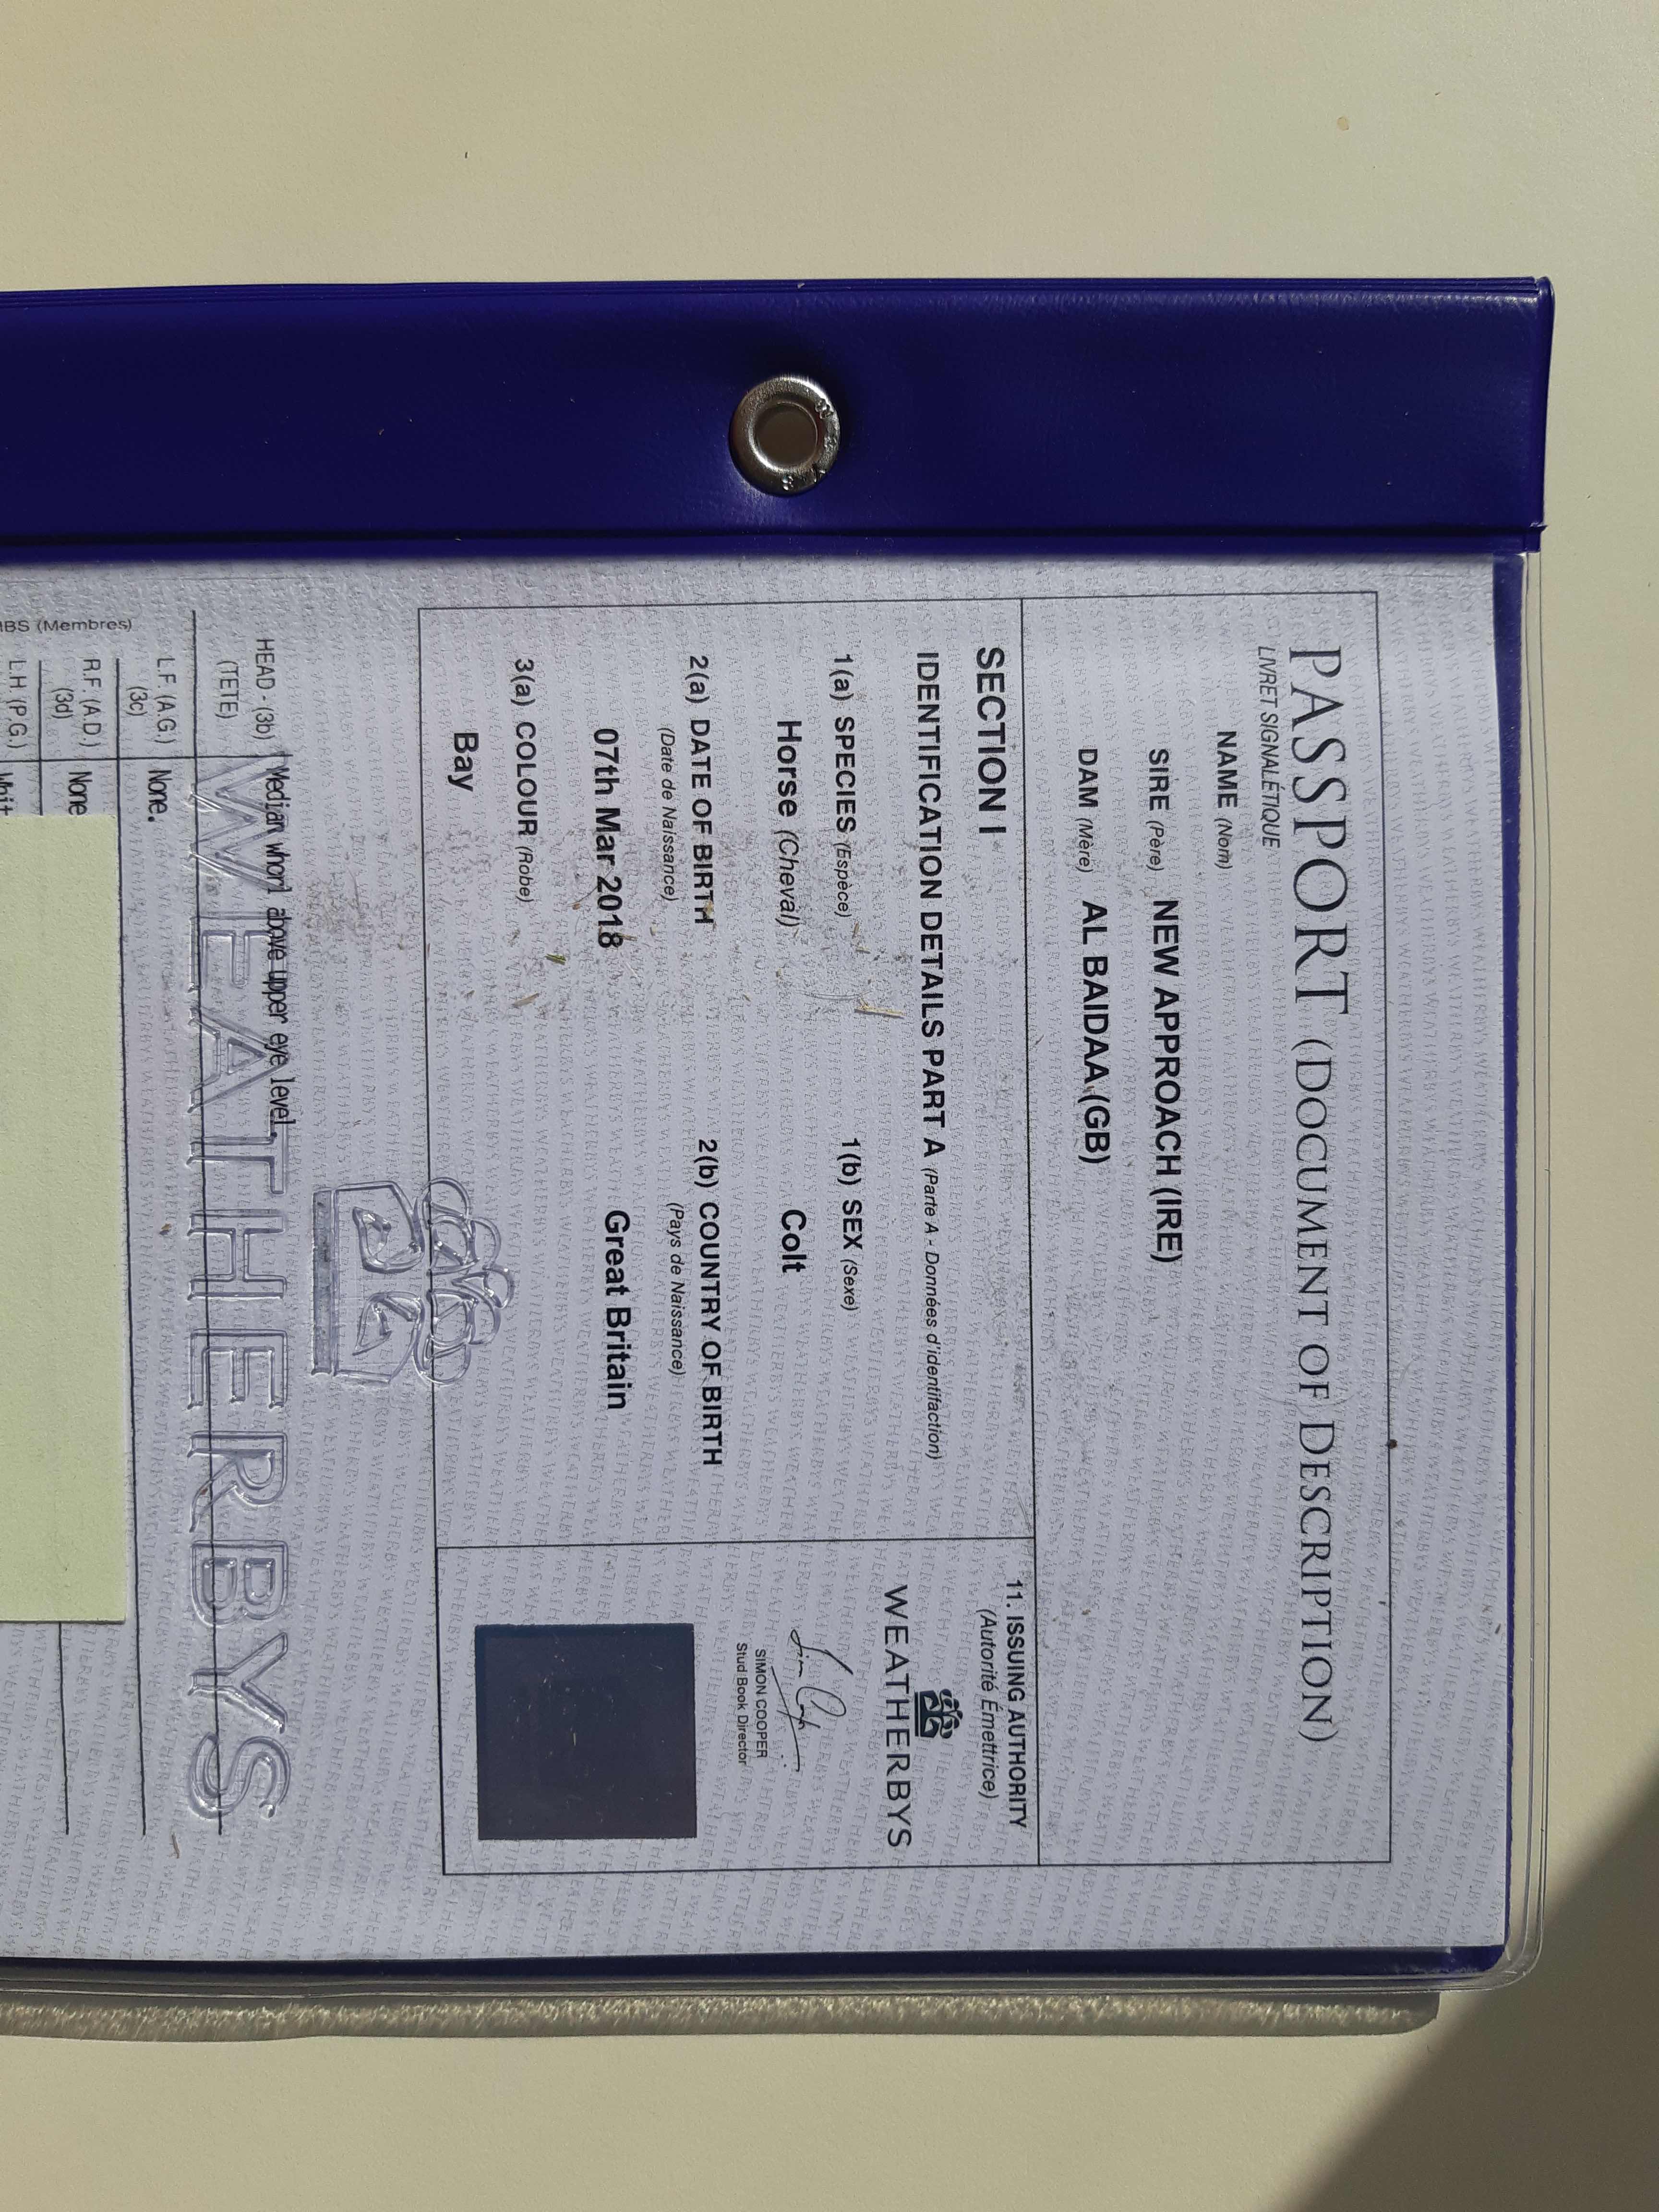 PASSPORT (DOCUMENT OF DESCRIPTION)
LIVRET SIGNALÉTIQUE
NAME (Nom)
SIRE (Père) NEW APPROACH (IRE)
DAM (Mère) AL BAIDAA (GB)
SECTION I
IDENTIFICATION DETAILS PART A (Partie A - Données d'identifaction)
1(a) SPECIES (Espèce) 1(b) SEX (Sexe)
Horse (Cheval) Colt
2(a) DATE OF BIRTH 2(b) COUNTRY OF BIRTH
(Date de Naissance) (Pays de Naissance)
07th Mar 2018 Great Britain
3(a) COLOUR (Robe)
Bay
11. ISSUING AUTHORITY
(Autorité Émettrice)
WEATHERBYS
SIMON COOPER
Stud Book Director
HEAD - (3b) Median whorl above upper eye level.
(TETE)
WEATHERBYS
L.F. (A.G.) None.
(3c)
R.F. (A.D.) None
(3d)
L.H. (P.G.)
(Membres)